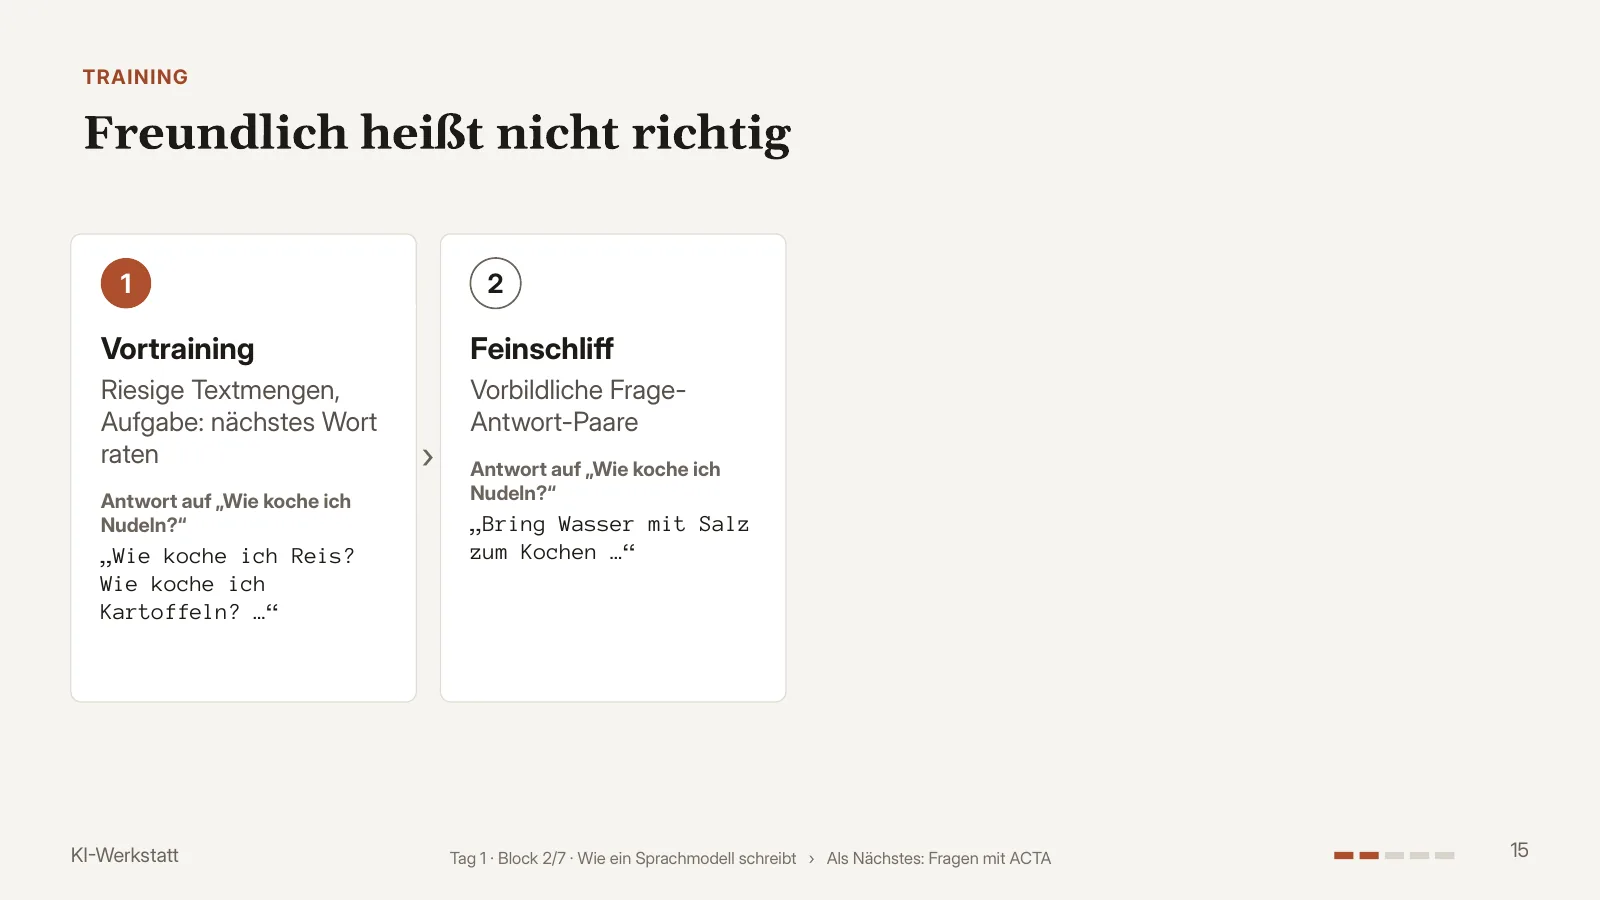 TRAINING
Freundlich heißt nicht richtig
1
Vortraining
Riesige Textmengen,
Aufgabe: nächstes Wort
raten
Antwort auf „Wie koche ich
Nudeln?“
„Wie koche ich Reis?
Wie koche ich
Kartoffeln? …“
›
2
Feinschliff
Vorbildliche Frage-
Antwort-Paare
Antwort auf „Wie koche ich
Nudeln?“
„Bring Wasser mit Salz
zum Kochen …“
KI-Werkstatt
Tag 1 · Block 2/7 · Wie ein Sprachmodell schreibt › Als Nächstes: Fragen mit ACTA
15